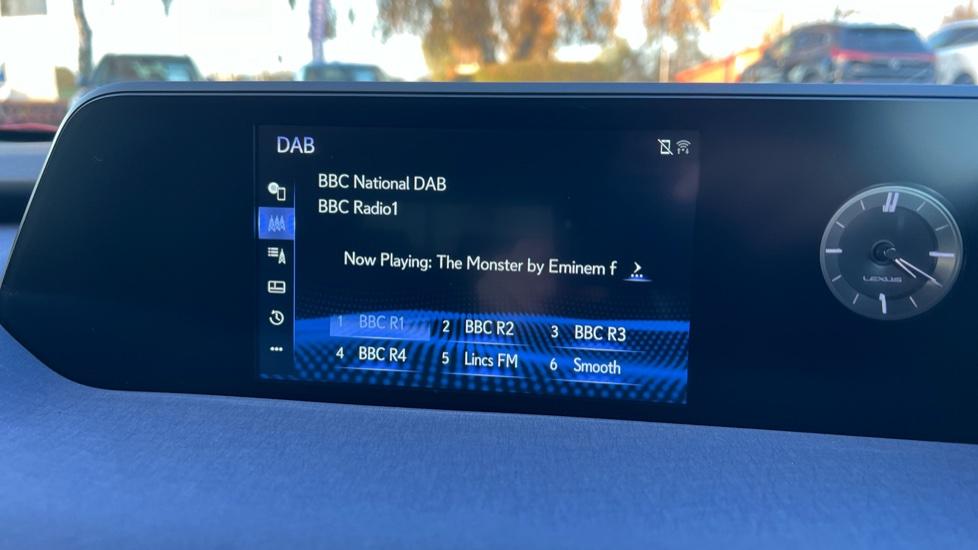 DAB
BBC National DAB
BBC Radio1
Now Playing: The Monster by Eminem f
1 BBC R1 2 BBC R2 3 BBC R3
4 BBC R4 5 Lincs FM 6 Smooth
LEXUS